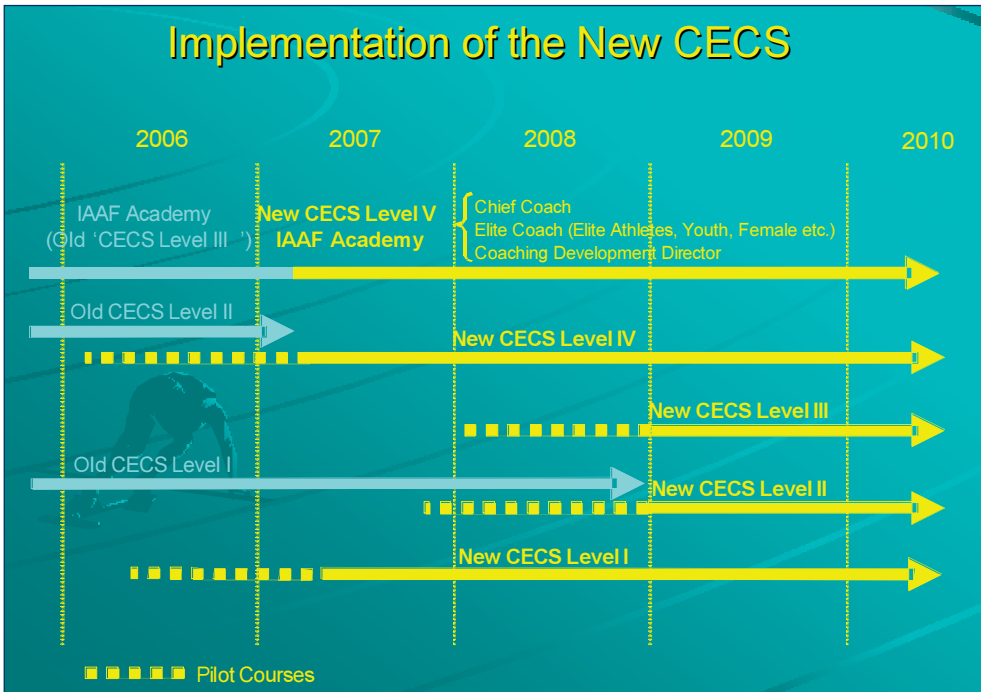 Implementation of the New CECS
2006 2007 2008 2009 2010
IAAF Academy
(Old ‘CECS Level III ’)
New CECS Level V
IAAF Academy
Chief Coach
Elite Coach (Elite Athletes, Youth, Female etc.)
Coaching Development Director
Old CECS Level II
New CECS Level IV
New CECS Level III
Old CECS Level I
New CECS Level II
New CECS Level I
Pilot Courses